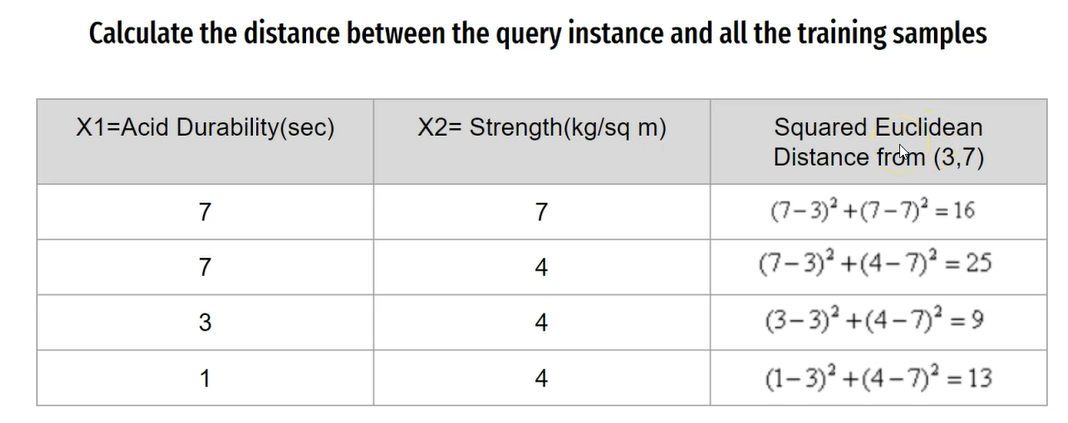 Calculate the distance between the query instance and all the training samples
X1=Acid Durability(sec)
X2= Strength(kg/sq m)
Squared Euclidean
Distance from (3,7)
7
7
(7−3)² +(7−7)² = 16
7
4
(7−3)² +(4−7)² = 25
3
4
(3−3)² +(4−7)² = 9
1
4
(1−3)² +(4−7)² = 13